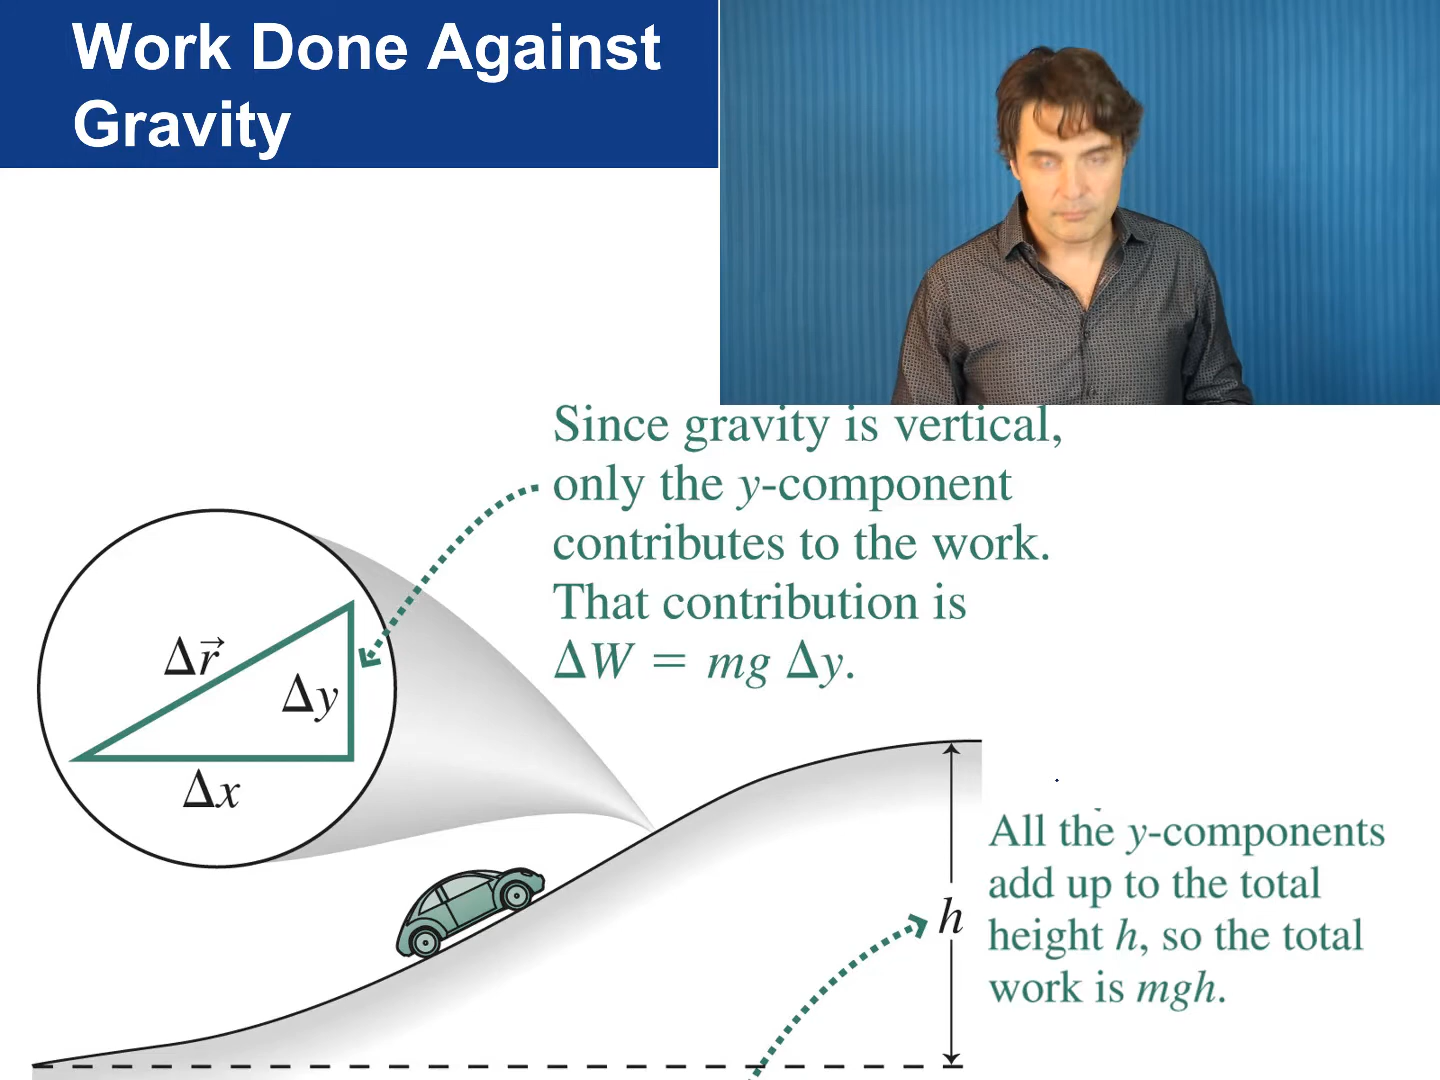 Work Done Against
Gravity
Since gravity is vertical,
only the y-component
contributes to the work.
That contribution is
ΔW = mg Δy.
Δr⃗
Δy
Δx
h
All the y-components
add up to the total
height h, so the total
work is mgh.